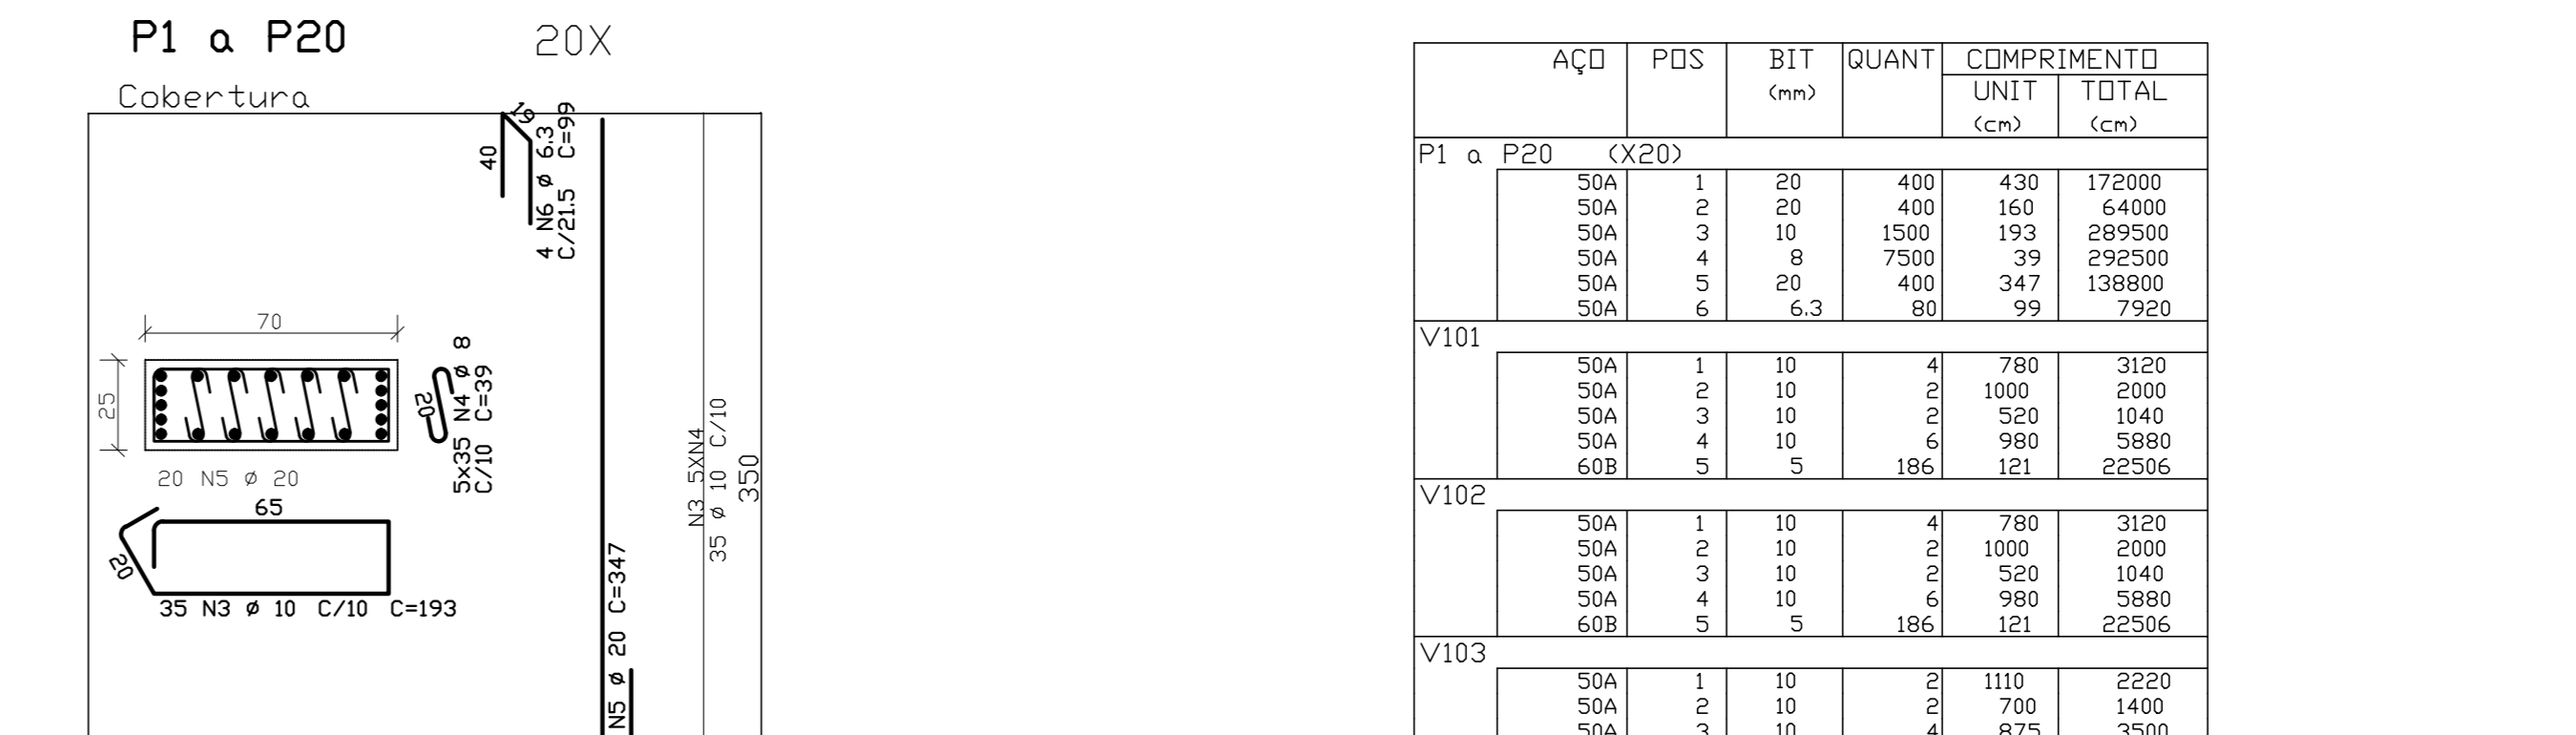 P1 a P20 20X
Cobertura
19
40
4 N6 ø 6.3
C/21.5 C=99
70
25
20
5x35 N4 ø 8
C/10 C=39
20 N5 ø 20
65
20
35 N3 ø 10 C/10 C=193
N5 ø 20 C=347
N3 5XN4
35 ø 10 C/10
350
AÇO POS BIT QUANT COMPRIMENTO
(mm) UNIT TOTAL
(cm) (cm)
P1 a P20 (X20)
50A 1 20 400 430 172000
50A 2 20 400 160 64000
50A 3 10 1500 193 289500
50A 4 8 7500 39 292500
50A 5 20 400 347 138800
50A 6 6.3 80 99 7920
V101
50A 1 10 4 780 3120
50A 2 10 2 1000 2000
50A 3 10 2 520 1040
50A 4 10 6 980 5880
60B 5 5 186 121 22506
V102
50A 1 10 4 780 3120
50A 2 10 2 1000 2000
50A 3 10 2 520 1040
50A 4 10 6 980 5880
60B 5 5 186 121 22506
V103
50A 1 10 2 1110 2220
50A 2 10 2 700 1400
50A 3 10 4 875 3500